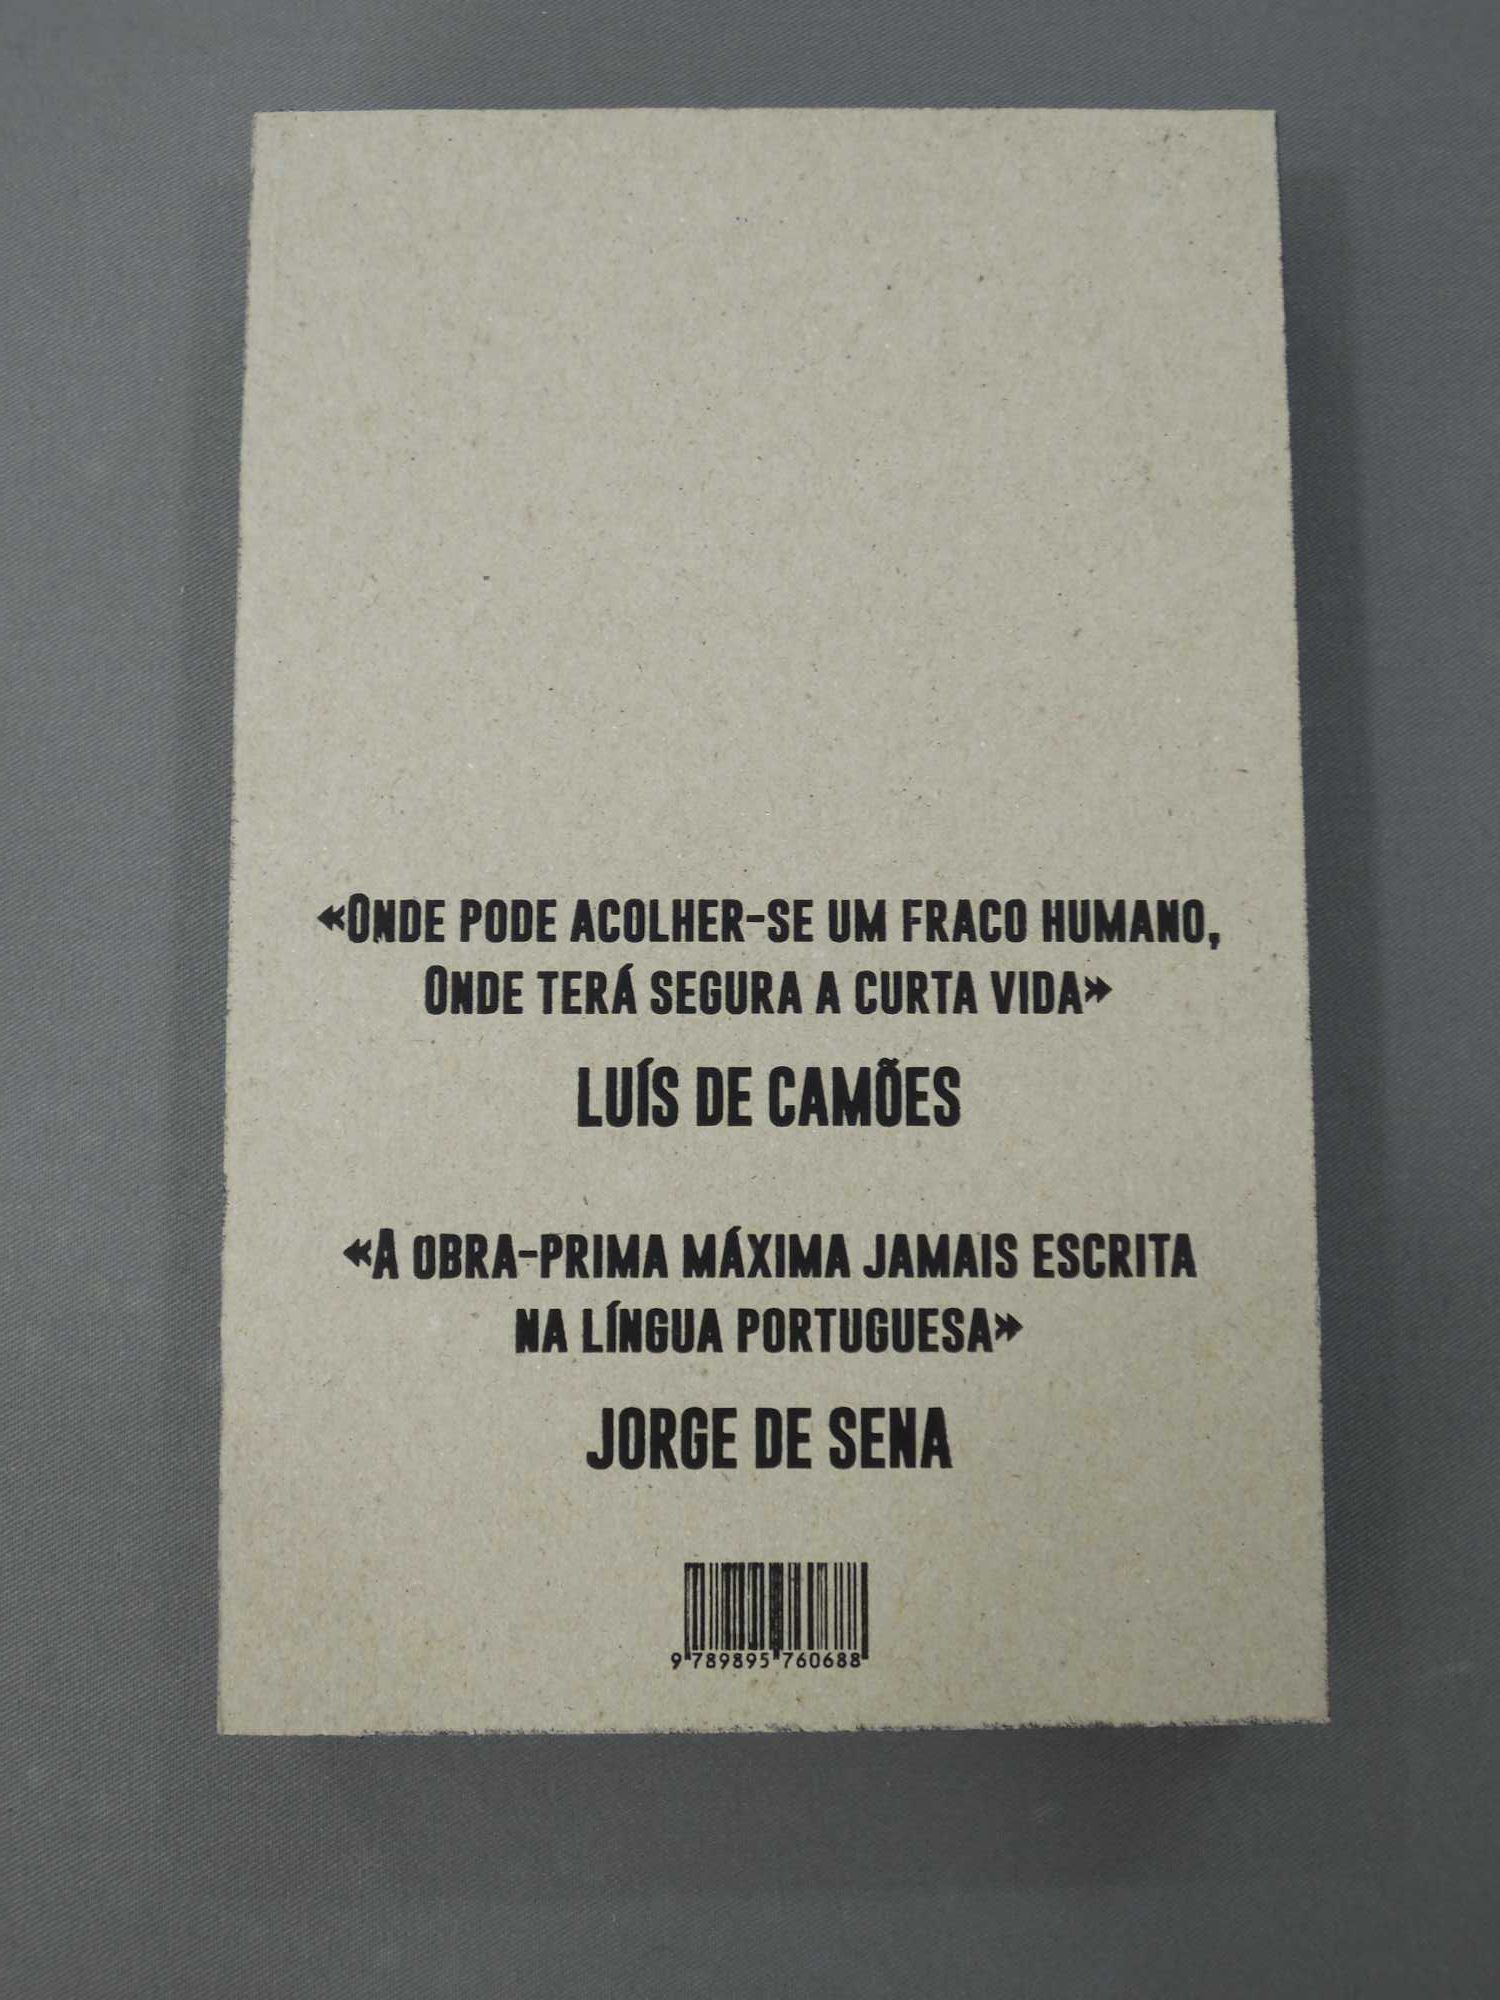 «Onde pode acolher-se um fraco humano,
Onde terá segura a curta vida»
LUÍS DE CAMÕES
«A obra-prima máxima jamais escrita
na língua portuguesa»
JORGE DE SENA
9 789895 760688